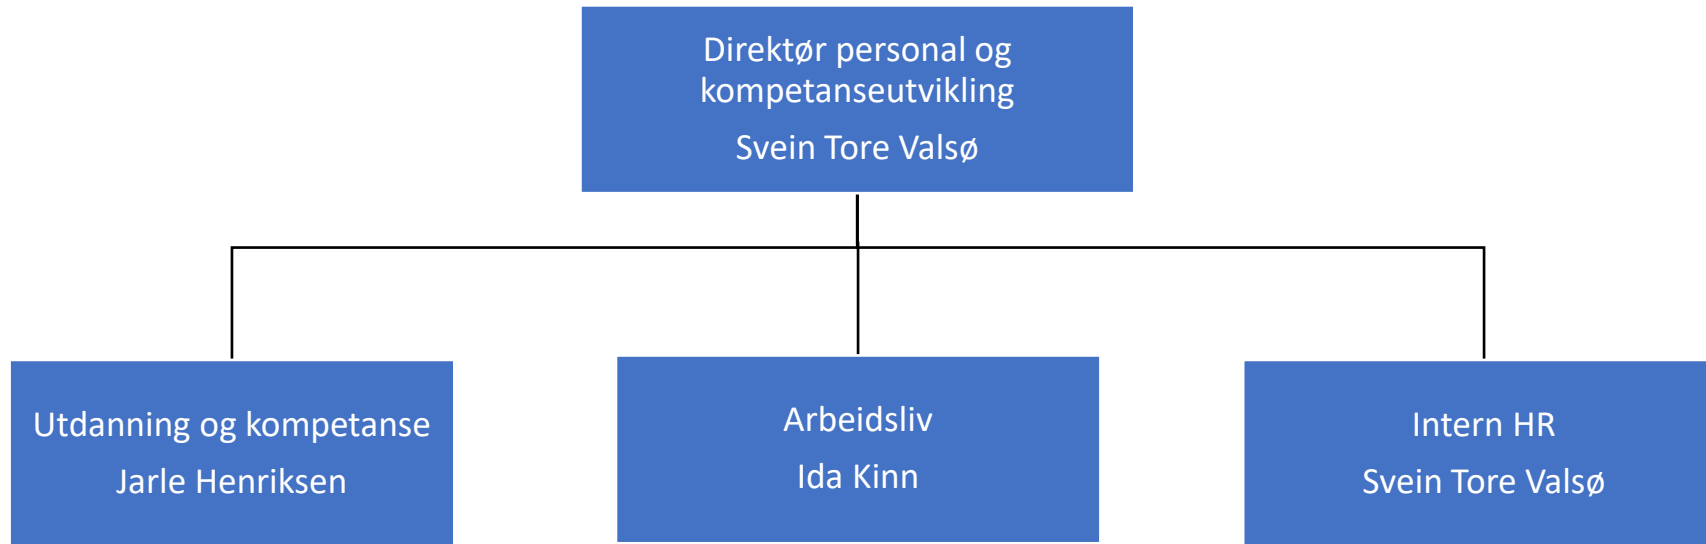 Direktør personal og
kompetanseutvikling
Svein Tore Valsø
Utdanning og kompetanse
Jarle Henriksen
Arbeidsliv
Ida Kinn
Intern HR
Svein Tore Valsø